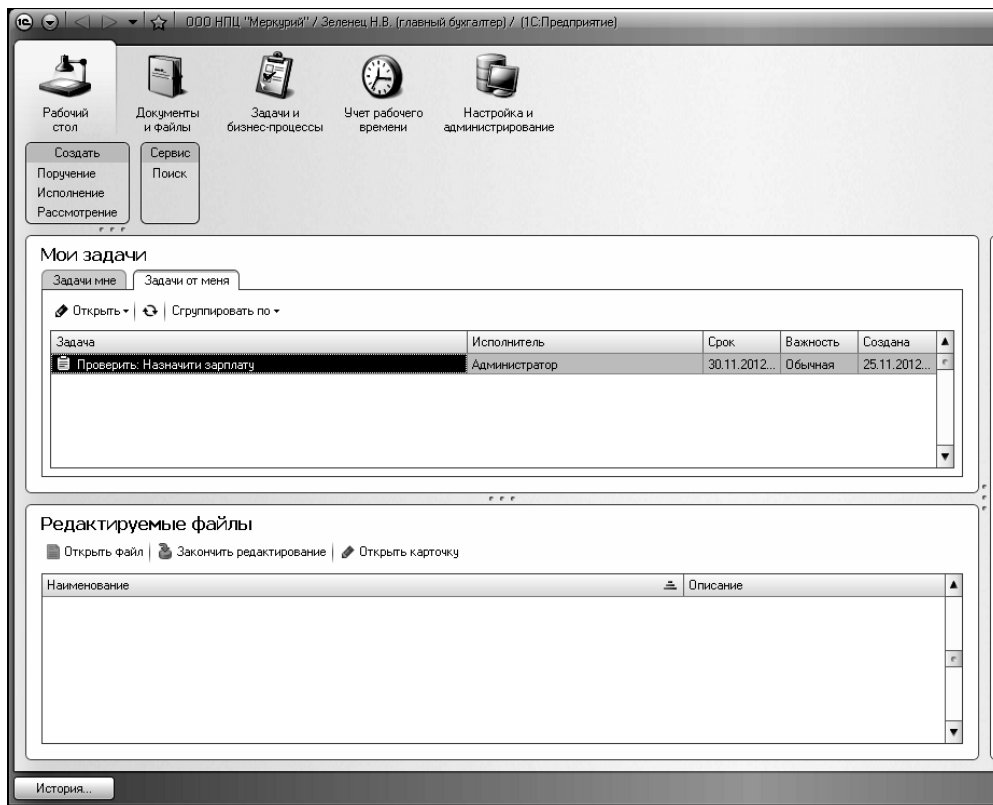 1С ООО НПЦ "Меркурий" / Зеленец Н.В. (главный бухгалтер) / (1С:Предприятие)
Рабочий стол
Документы и файлы
Задачи и бизнес-процессы
Учет рабочего времени
Настройка и администрирование
Создать
Поручение
Исполнение
Рассмотрение
Сервис
Поиск
Мои задачи
Задачи мне Задачи от меня
Открыть Сгруппировать по
Задача Исполнитель Срок Важность Создана
Проверить: Назначити зарплату Администратор 30.11.2012... Обычная 25.11.2012...
Редактируемые файлы
Открыть файл Закончить редактирование Открыть карточку
Наименование Описание
История...